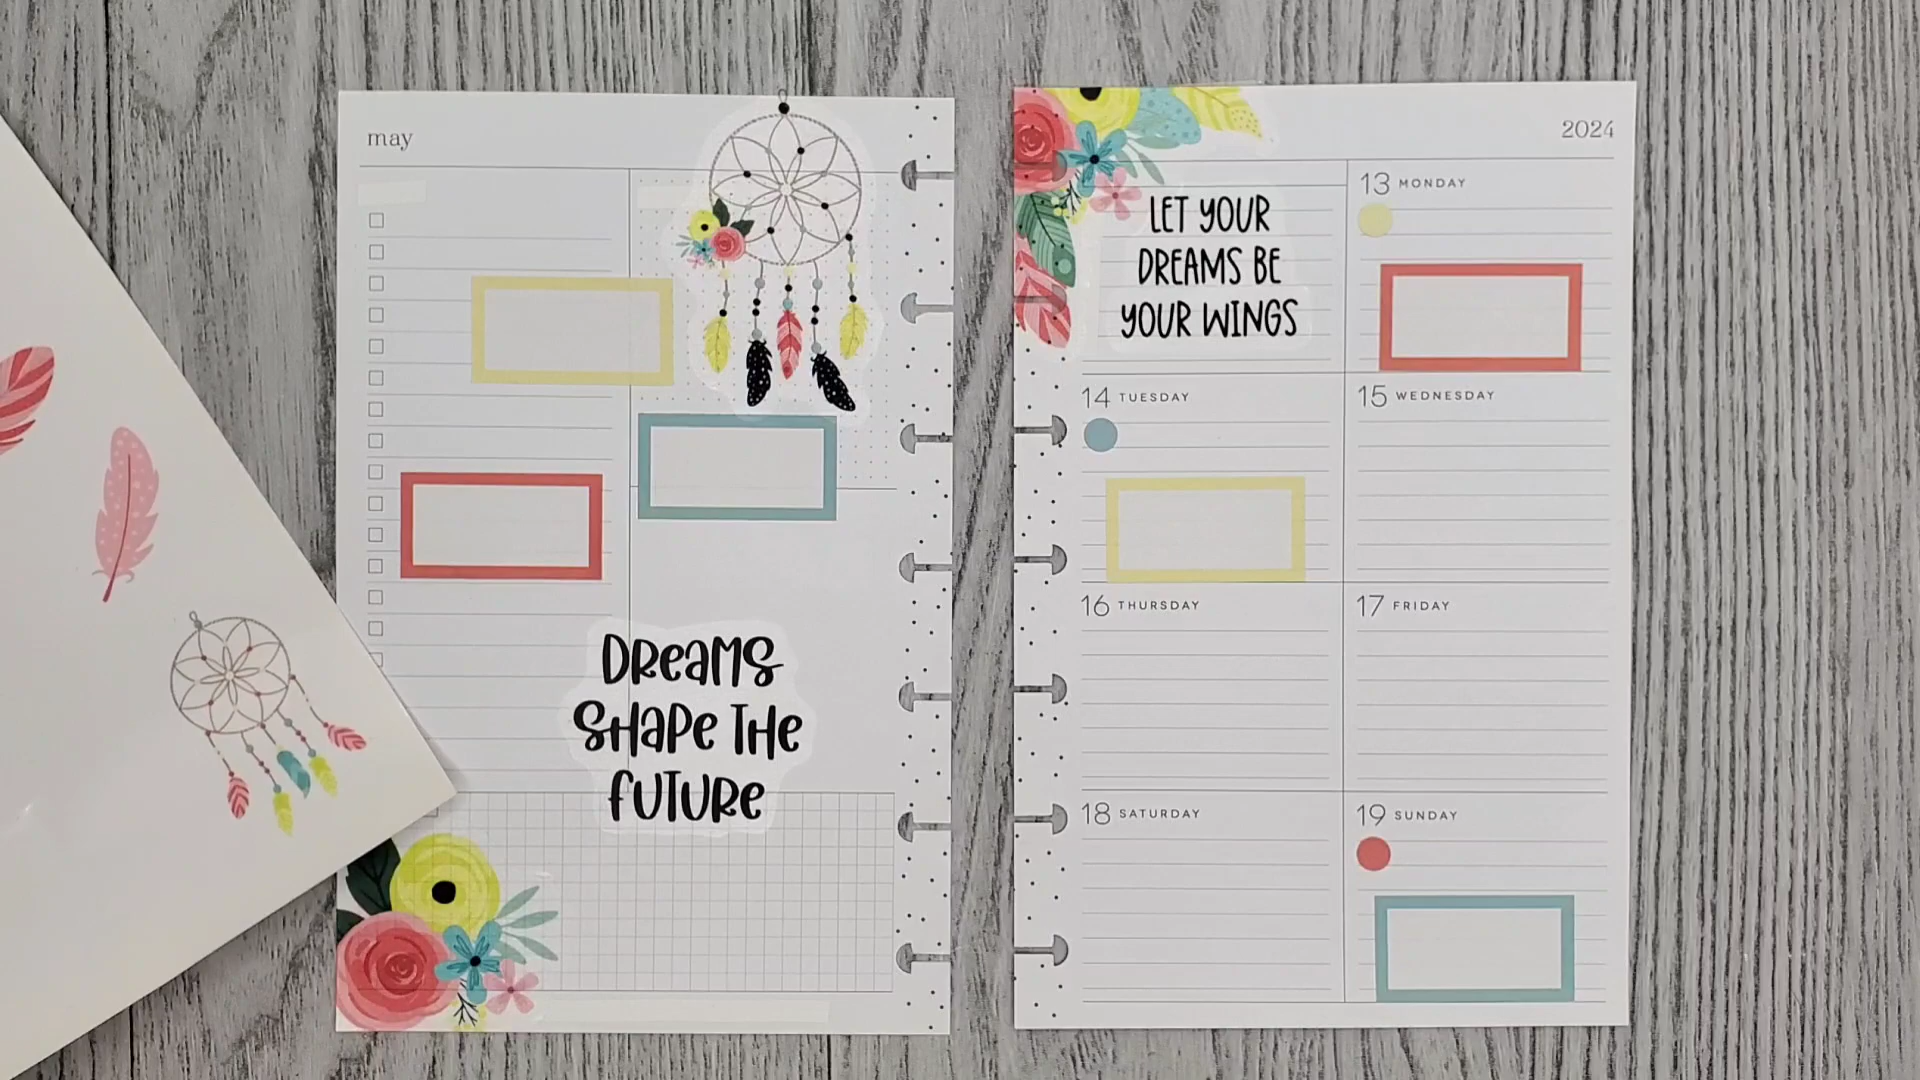 may
DReaMS
SHaPe THe
fUTURe
2024
LET YOUR
DREAMS BE
YOUR WINGS
13 MONDAY
14 TUESDAY
15 WEDNESDAY
16 THURSDAY
17 FRIDAY
18 SATURDAY
19 SUNDAY